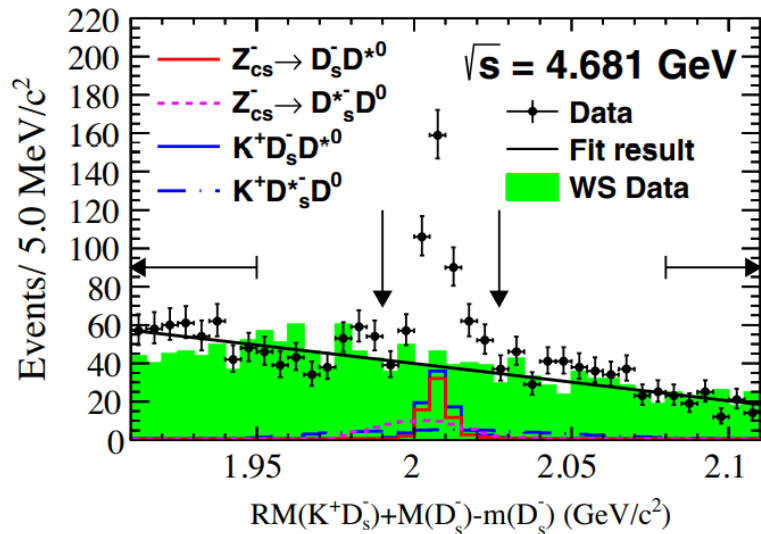 220
200
180
160
140
120
100
80
60
40
20
0
Events/ 5.0 MeV/c²
Z⁻cs→ D⁻sD*⁰
Z⁻cs→ D*⁻sD⁰
K⁺D⁻sD*⁰
K⁺D*⁻sD⁰
√s = 4.681 GeV
Data
Fit result
WS Data
1.95 2 2.05 2.1
RM(K⁺D⁻s)+M(D⁻s)-m(D⁻s) (GeV/c²)